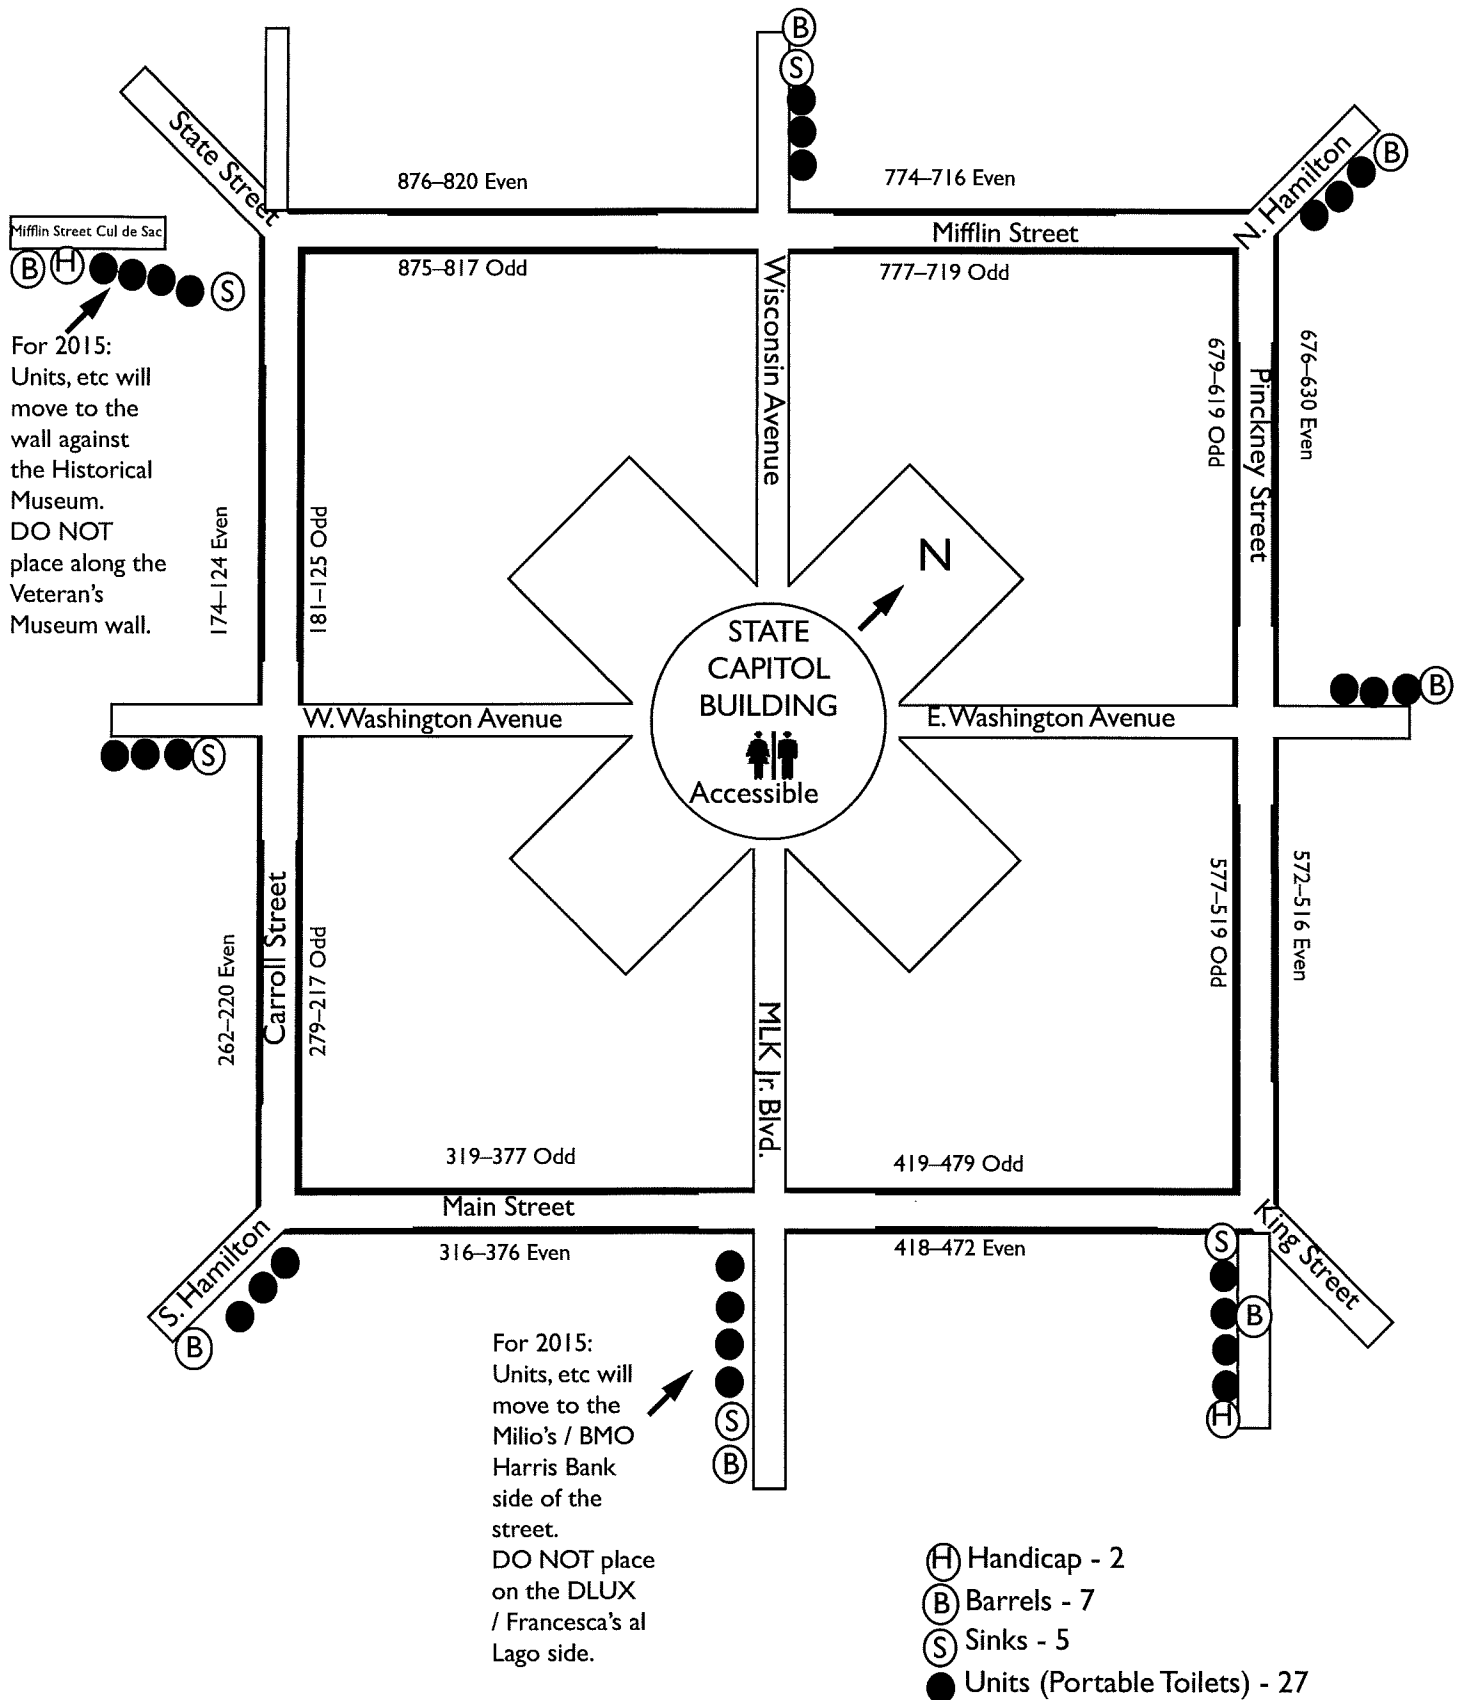 B
S
State Street
876–820 Even
774–716 Even
N. Hamilton
B
Mifflin Street Cul de Sac
Mifflin Street
B H S
875–817 Odd
777–719 Odd
Wisconsin Avenue
For 2015:
Units, etc will
move to the
wall against
the Historical
Museum.
DO NOT
place along the
Veteran's
Museum wall.
174–124 Even
181–125 Odd
679–619 Odd
Pinckney Street
676–630 Even
N
STATE
CAPITOL
BUILDING
Accessible
W. Washington Avenue
E. Washington Avenue
B
S
262–220 Even
Carroll Street
279–217 Odd
MLK Jr. Blvd.
577–519 Odd
572–516 Even
319–377 Odd
419–479 Odd
Main Street
316–376 Even
418–472 Even
S. Hamilton
B
King Street
S
B
H
For 2015:
Units, etc will
move to the
Milio's / BMO
Harris Bank
side of the
street.
DO NOT place
on the DLUX
/ Francesca's al
Lago side.
S
B
H Handicap - 2
B Barrels - 7
S Sinks - 5
Units (Portable Toilets) - 27